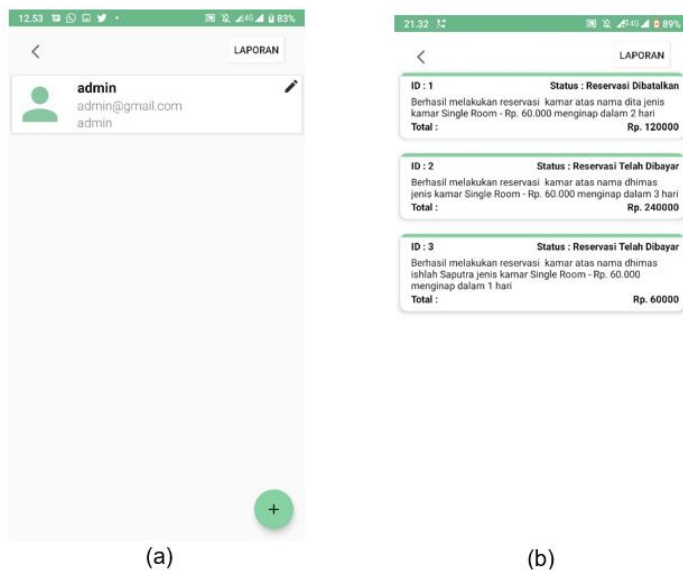 12.53
4G 83%
LAPORAN
admin
admin@gmail.com
admin
+
(a)
21.32
4G 89%
LAPORAN
ID : 1 Status : Reservasi Dibatalkan
Berhasil melakukan reservasi kamar atas nama dita jenis
kamar Single Room - Rp. 60.000 menginap dalam 2 hari
Total : Rp. 120000
ID : 2 Status : Reservasi Telah Dibayar
Berhasil melakukan reservasi kamar atas nama dhimas
jenis kamar Single Room - Rp. 60.000 menginap dalam 3 hari
Total : Rp. 240000
ID : 3 Status : Reservasi Telah Dibayar
Berhasil melakukan reservasi kamar atas nama dhimas
ishlah Saputra jenis kamar Single Room - Rp. 60.000
menginap dalam 1 hari
Total : Rp. 60000
(b)